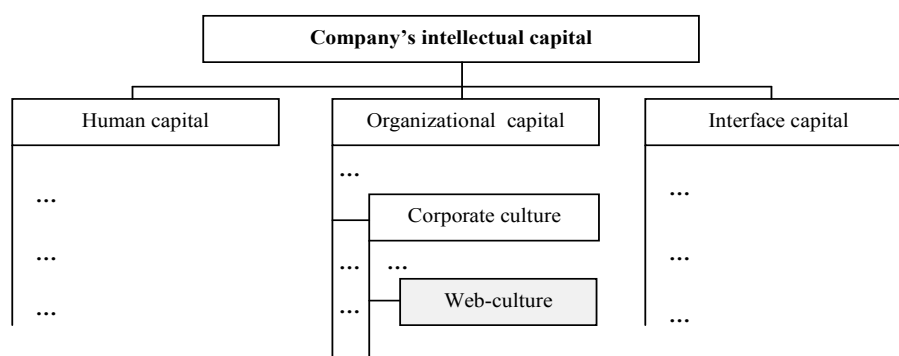 Company’s intellectual capital
Human capital
Organizational capital
Interface capital
...
...
...
Corporate culture
...
...
...
...
Web-culture
...
...
...